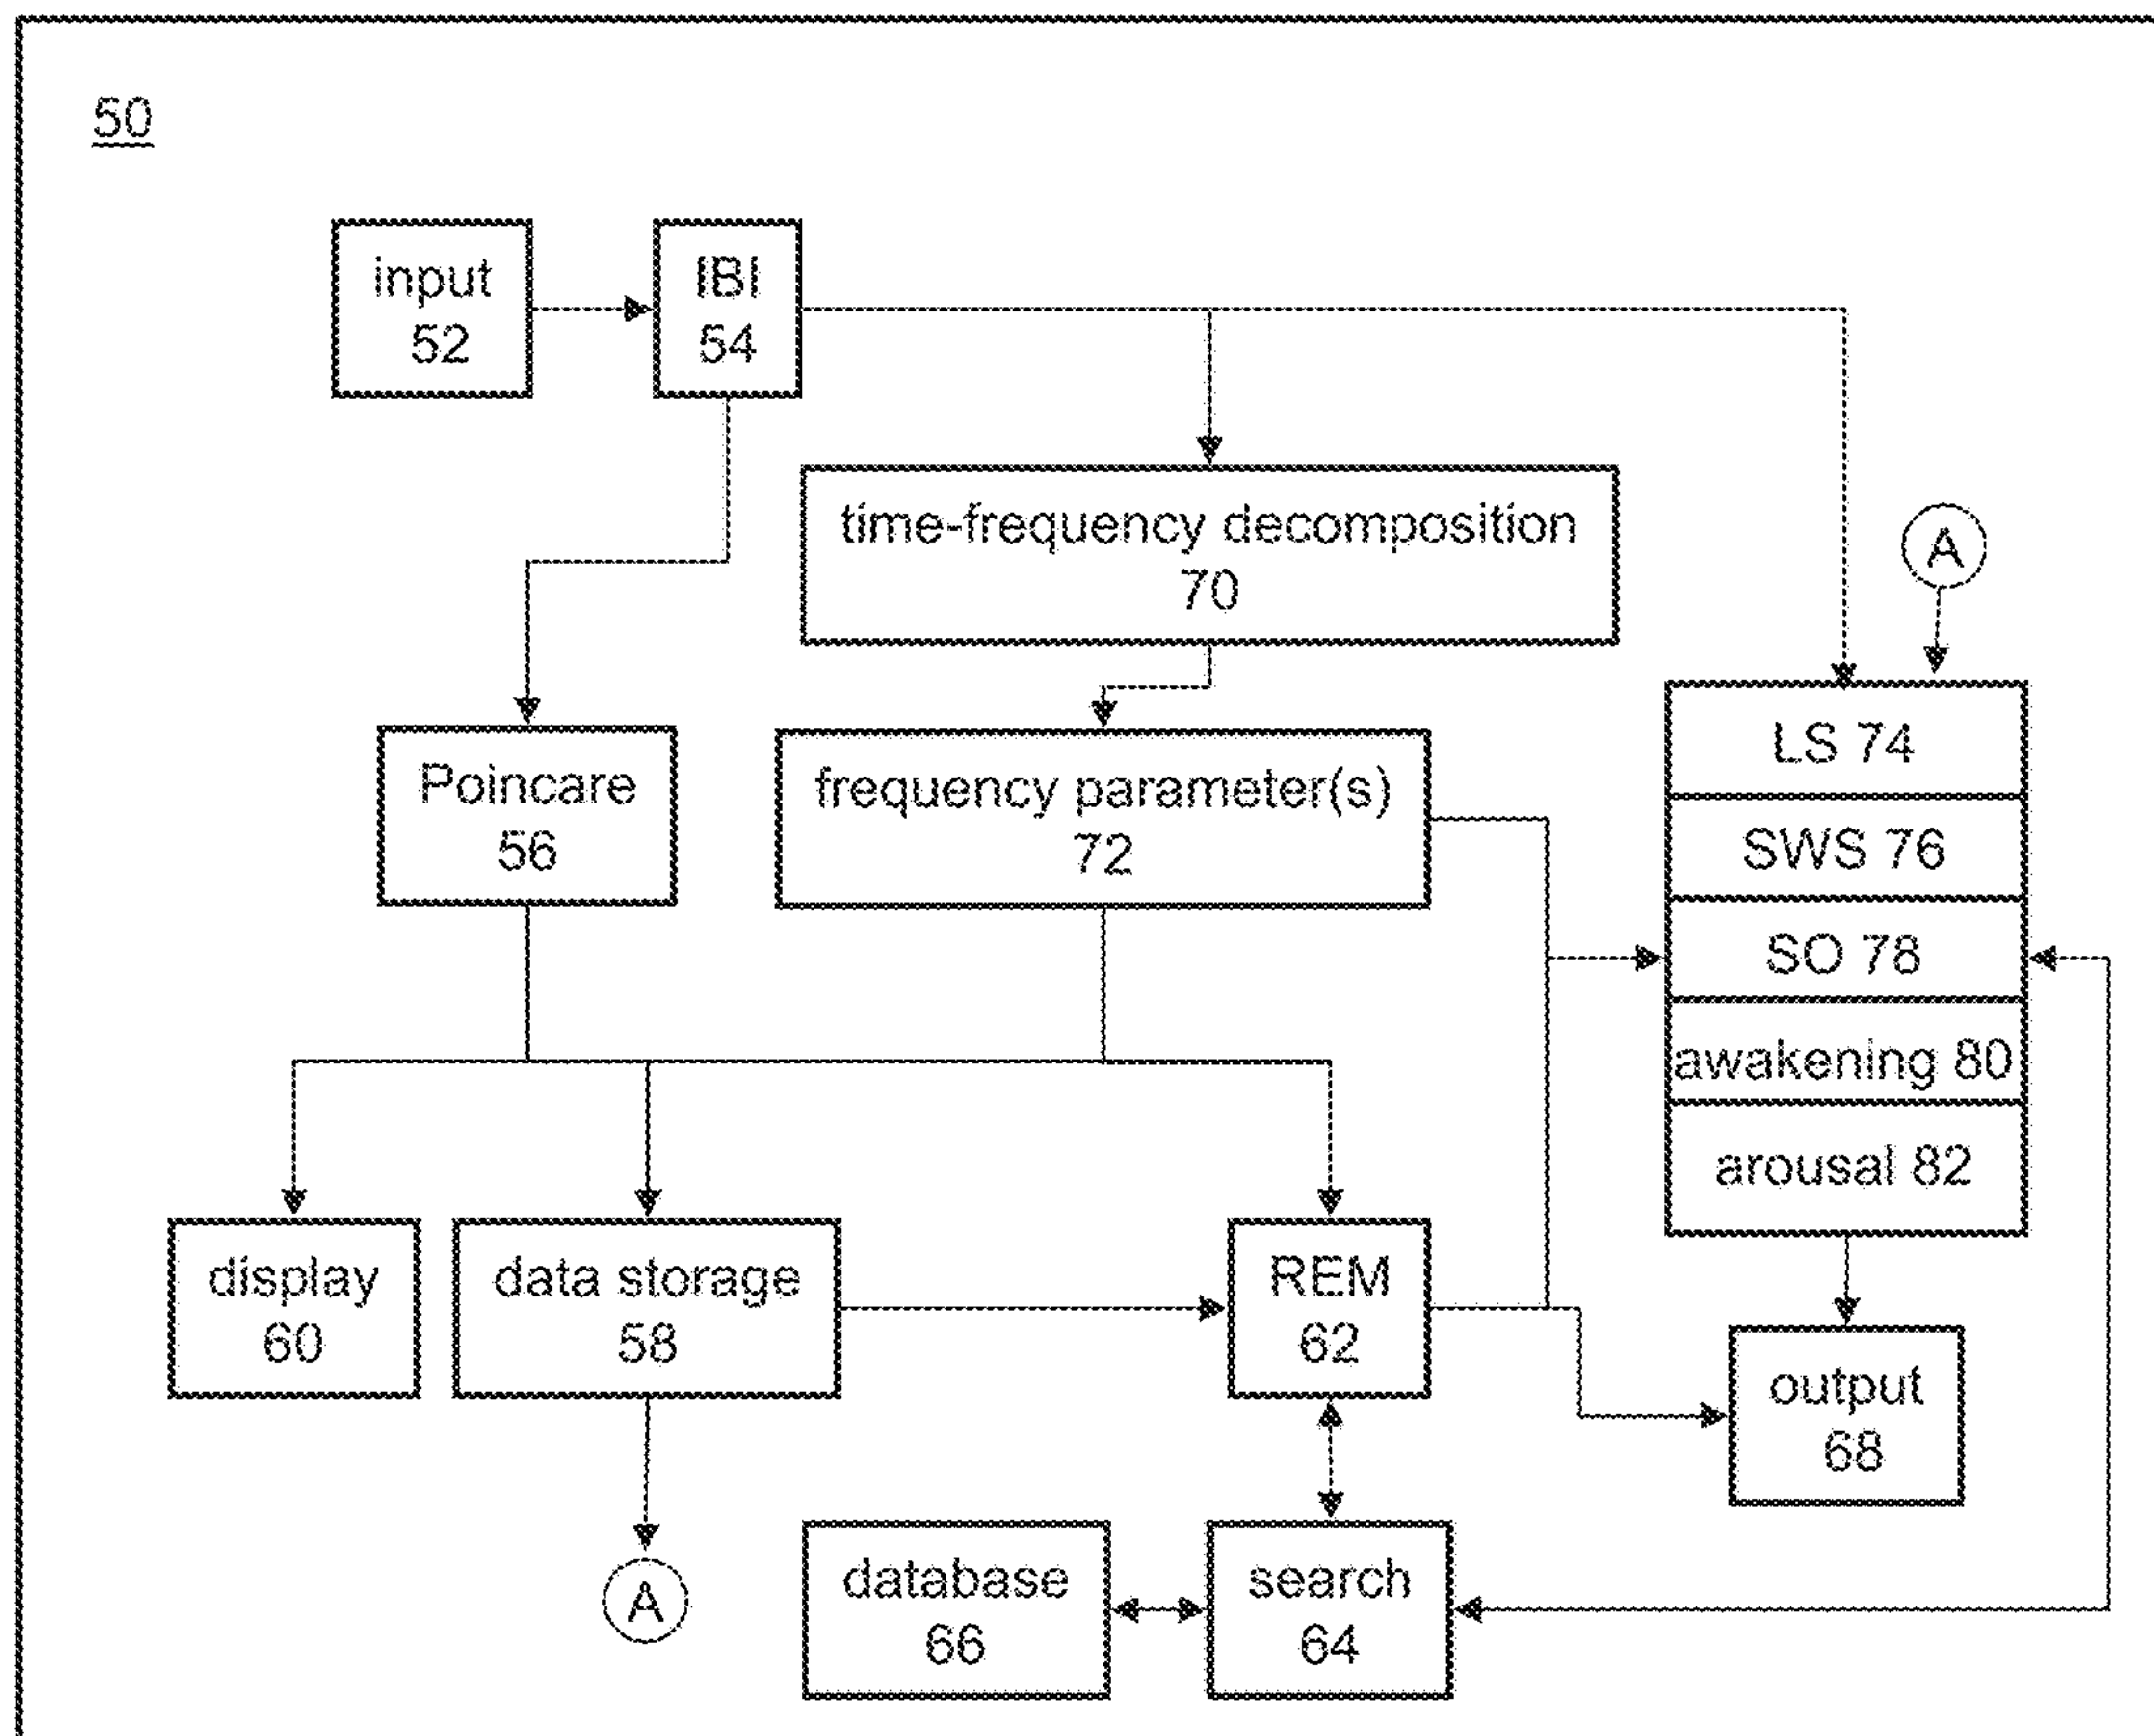 50
input
52
IBI
54
time-frequency decomposition
70
A
Poincare
56
frequency parameter(s)
72
LS 74
SWS 76
SO 78
awakening 80
arousal 82
display
60
data storage
58
REM
62
output
68
A
database
66
search
64